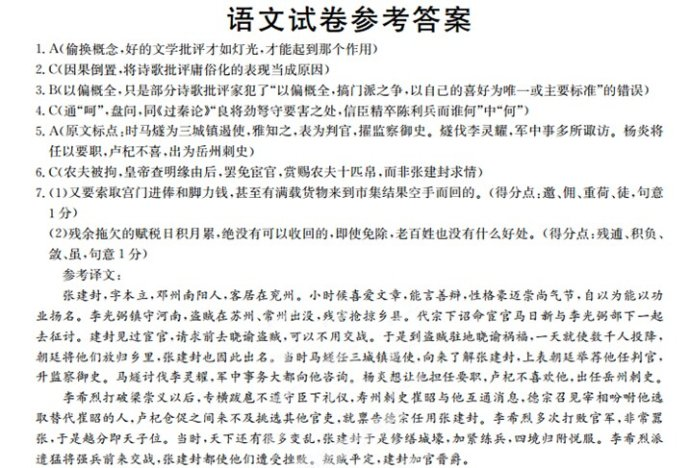 语文试卷参考答案
1. A(偷换概念,好的文学批评才如灯光,才能起到那个作用)
2. C(因果倒置,将诗歌批评庸俗化的表现当成原因)
3. B(以偏概全,只是部分诗歌批评家犯了“以偏概全,搞门派之争,以自己的喜好为唯一或主要标准”的错误)
4. C(通“呵”,盘问,同《过秦论》“良将劲弩守要害之处,信臣精卒陈利兵而谁何”中“何”)
5. A(原文标点:时马燧为三城镇遏使,雅知之,表为判官,擢监察御史。燧伐李灵耀,军中事多所诹访。杨炎将
任以要职,卢杞不喜,出为岳州刺史)
6. C(农夫被拘,皇帝查明缘由后,罢免宦官,赏赐农夫十匹帛,而非张建封求情)
7. (1)又要索取宫门进俸和脚力钱,甚至有满载货物来到市集结果空手而回的。(得分点:邀、佣、重荷、徒,句意
1分)
(2)残余拖欠的赋税日积月累,绝没有可以收回的,即使免除,老百姓也没有什么好处。(得分点:残逋、积负、
敛、虽,句意1分)
参考译文:
张建封,字本立,邓州南阳人,客居在兖州。小时候喜爱文章,能言善辩,性格豪迈崇尚气节,自以为能以功
业扬名。李光弼镇守河南,盗贼在苏州、常州出没,残害抢掠乡县。代宗下诏命宦官马日新与李光弼部下一起
去征讨。建封见过宦官,请求前去晓谕盗贼,可以不用交战。于是到盗贼驻地晓谕祸福,一天就使数千人投降,
朝廷将他们放归乡里,张建封也因此出名。当时马燧任三城镇遏使,向来了解张建封,上表朝廷举荐他任判官,
升监察御史。马燧讨伐李灵耀,军中事务大都向他咨询。杨炎想让他担任要职,卢杞不喜欢他,出任岳州刺史。
李希烈打破梁崇义以后,专横跋扈不遵守臣下礼仪,寿州刺史崔昭与他互通消息,德宗召见宰相吩咐他选
取替代崔昭的人,卢杞仓促之间来不及挑选其他官吏,就禀告德宗任用张建封。李希烈多次打败官军,非常嚣
张,于是越分即天子位。当时,天下还有很多变乱,张建封于是修缮城壕,加紧练兵,四境归附悦服。李希烈派
遣猛将强兵前来交战,张建封都使他们遭受挫败。叛贼平定,建封加官晋爵。